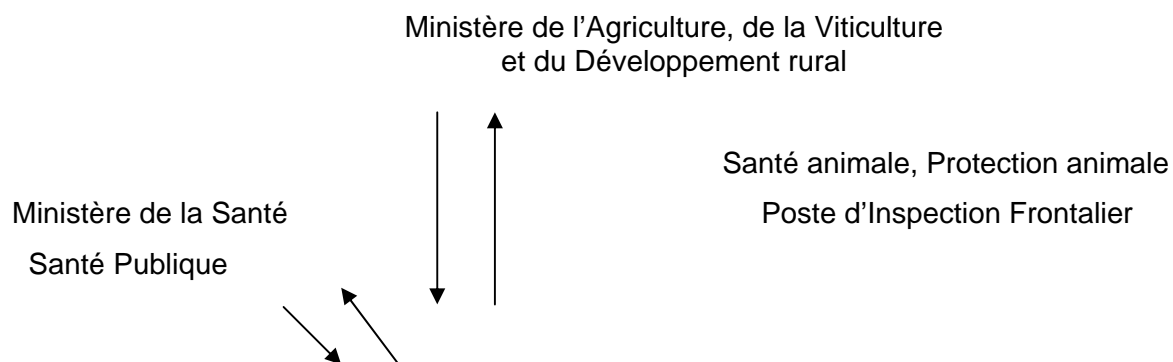 Ministère de l’Agriculture, de la Viticulture
et du Développement rural
Santé animale, Protection animale
Ministère de la Santé
Poste d’Inspection Frontalier
Santé Publique